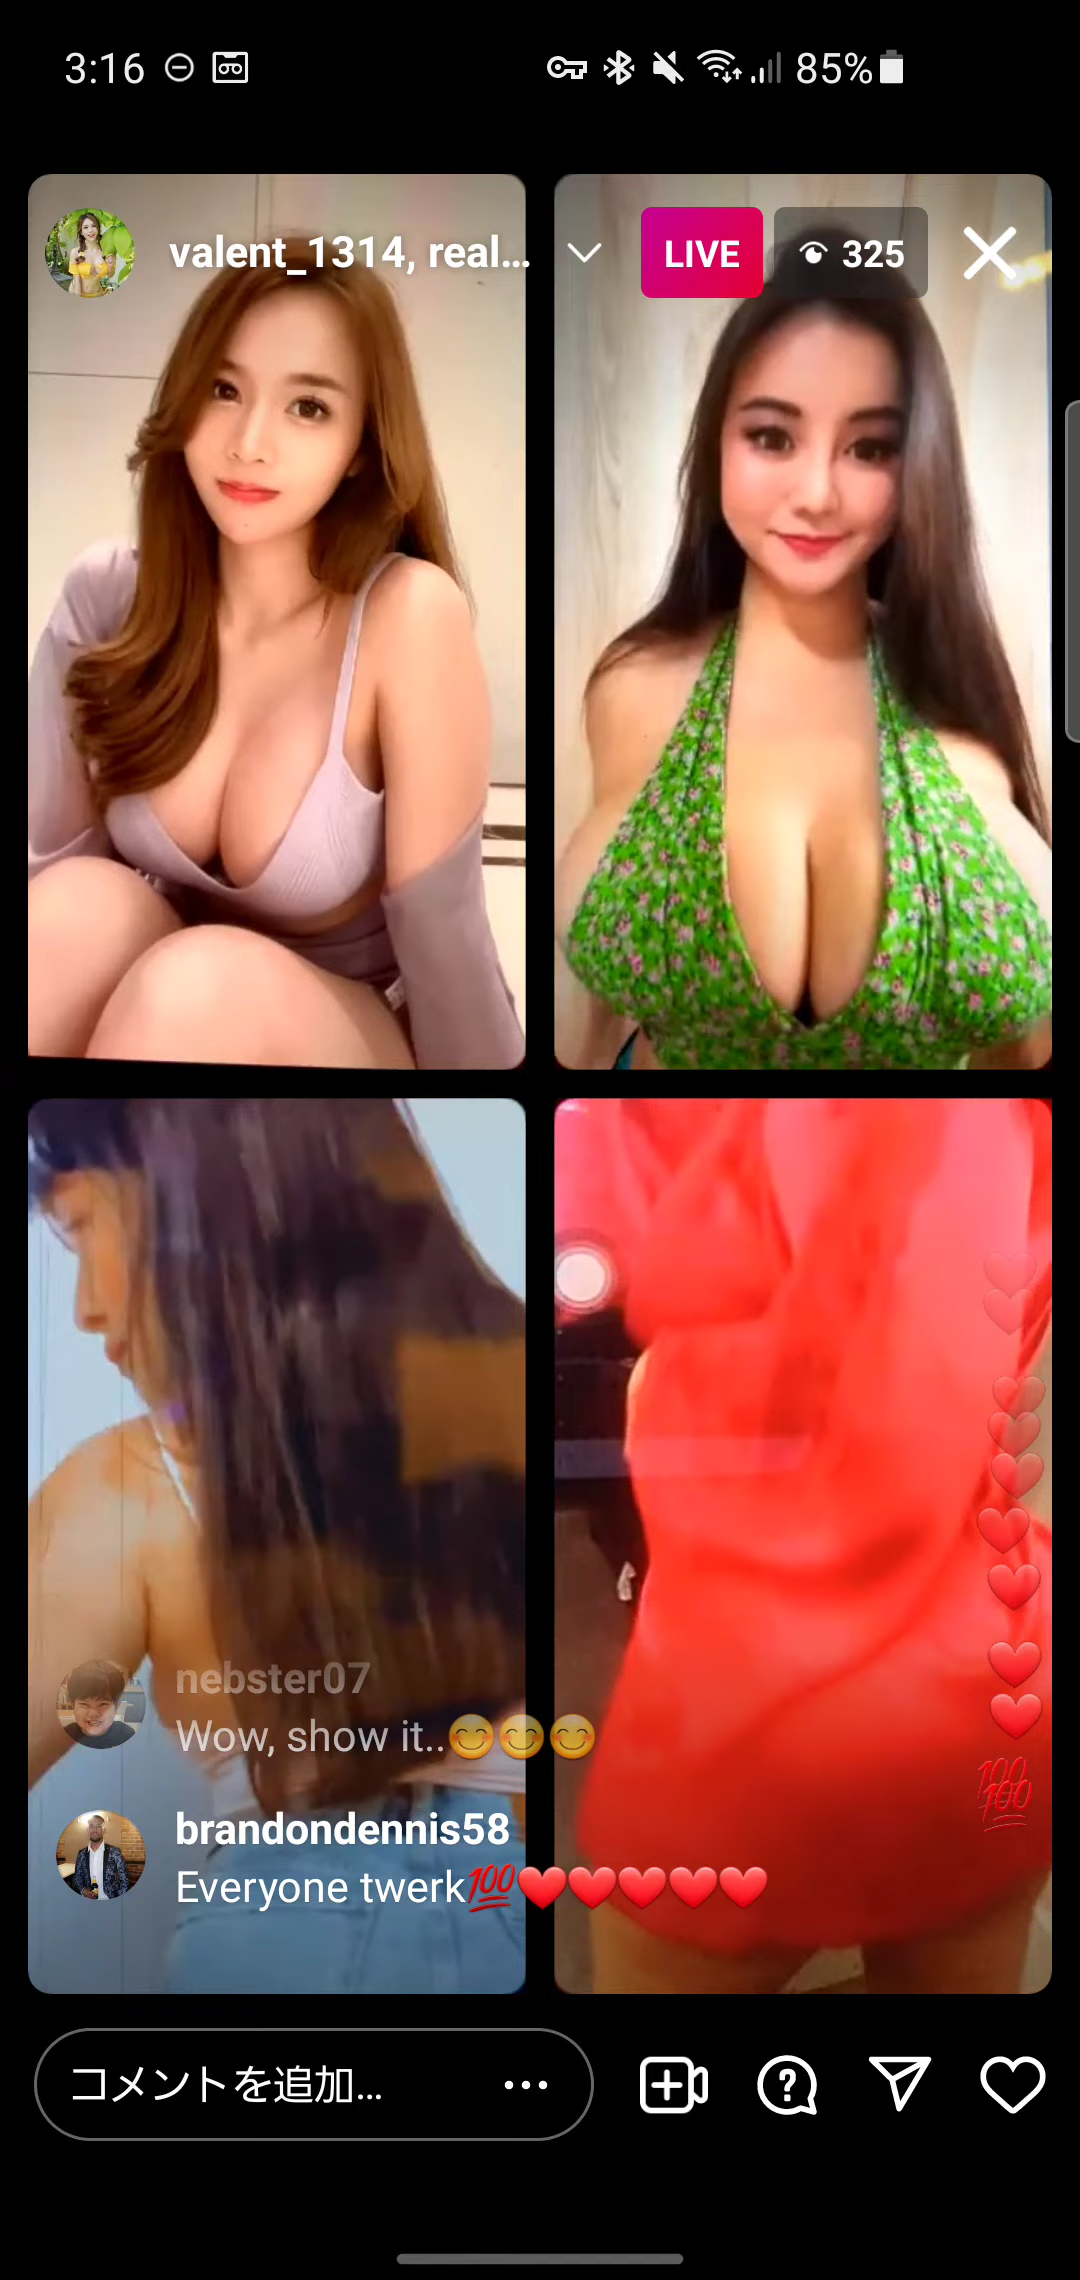 3:16
85%
valent_1314, real...
LIVE
325
nebster07
Wow, show it..😊😊😊
brandondennis58
Everyone twerk💯❤️❤️❤️❤️❤️
コメントを追加...